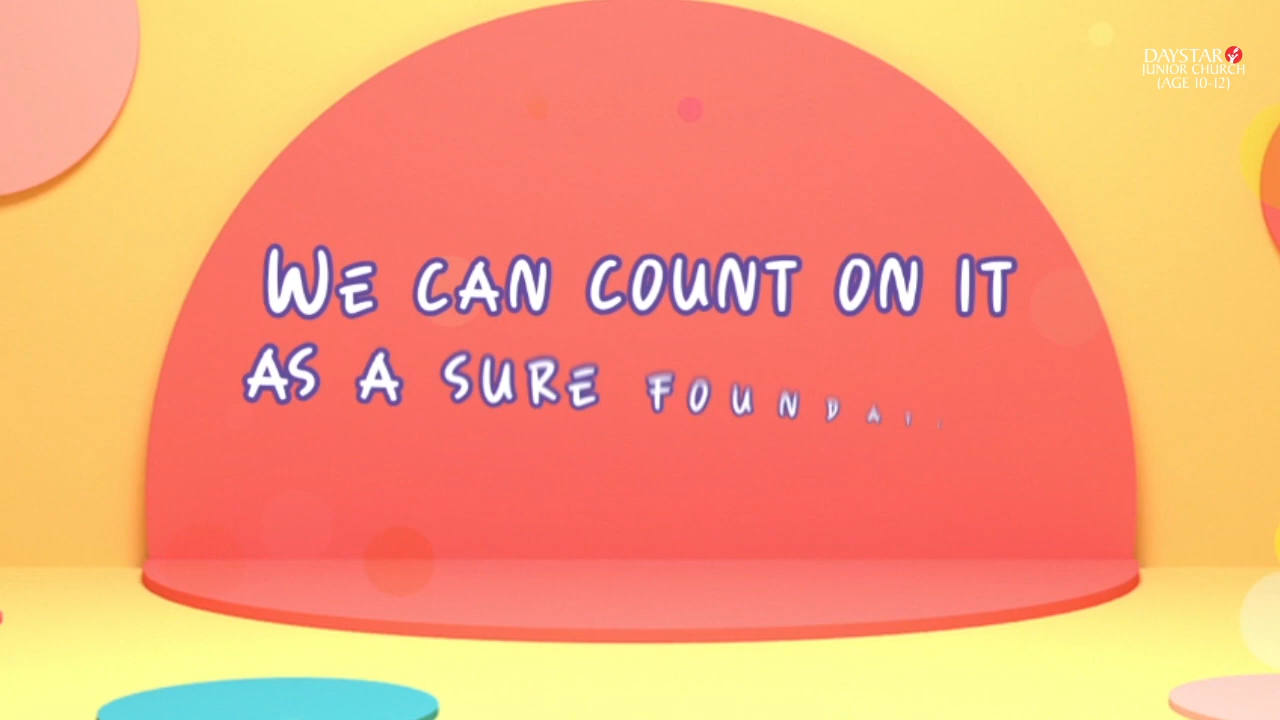 DAYSTAR
JUNIOR CHURCH
(AGE 10-12)
WE CAN COUNT ON IT
AS A SURE